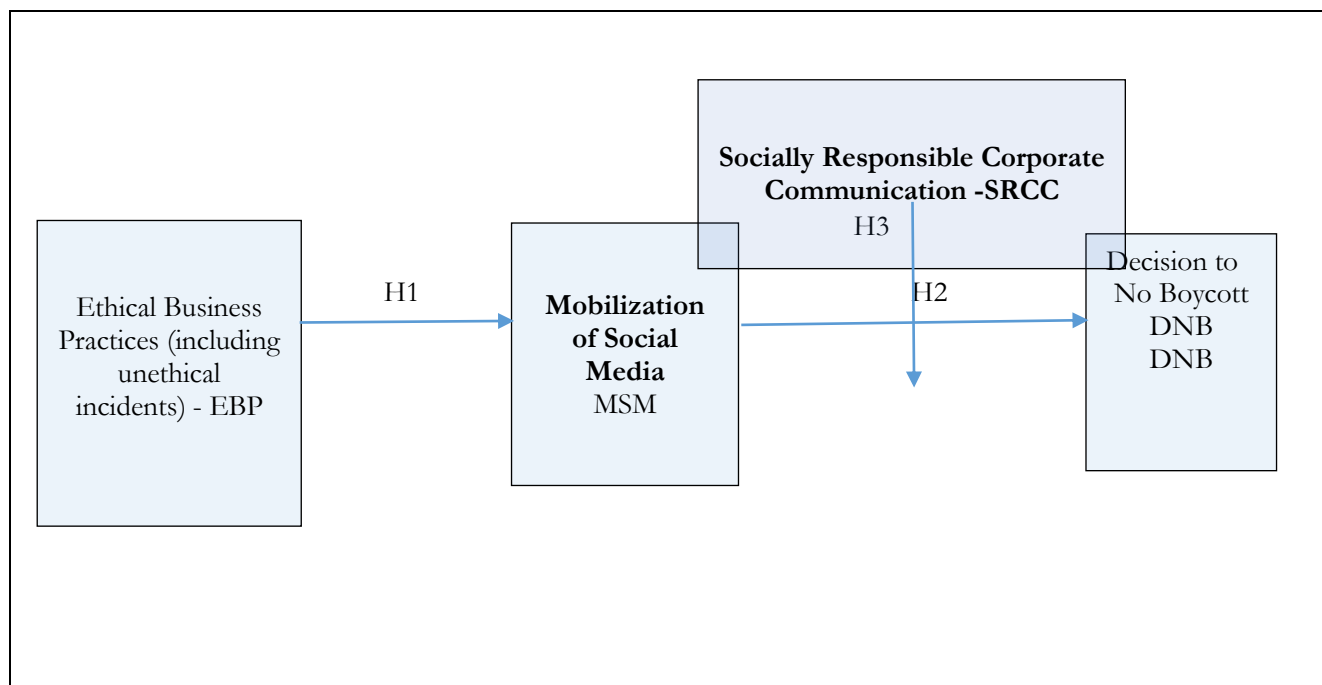 Ethical Business
Practices (including
unethical
incidents) - EBP
H1
Mobilization
of Social
Media
MSM
Socially Responsible Corporate
Communication -SRCC
H3
H2
Decision to
No Boycott
DNB
DNB